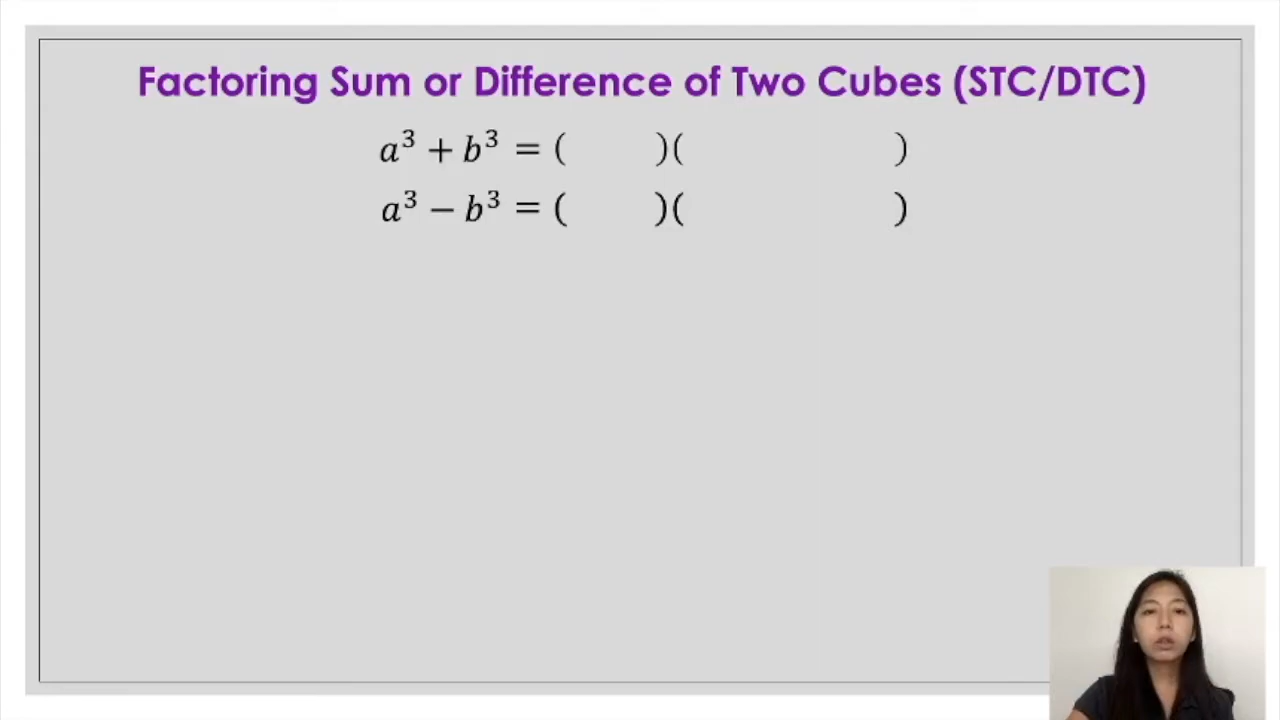 Factoring Sum or Difference of Two Cubes (STC/DTC)
𝑎³ + 𝑏³ = (   )(   )
𝑎³ − 𝑏³ = (   )(   )